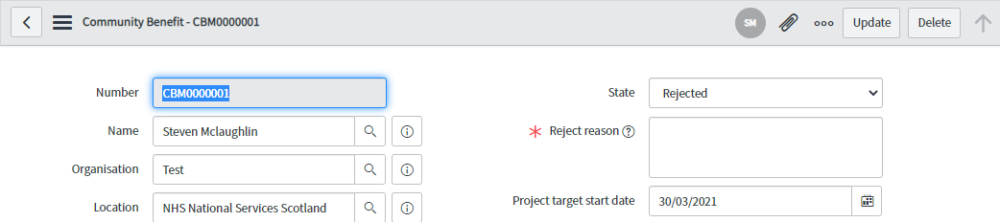 Community Benefit - CBM0000001
SM
Update
Delete
Number
CBM0000001
State
Rejected
Name
Steven Mclaughlin
Reject reason
Organisation
Test
Location
NHS National Services Scotland
Project target start date
30/03/2021